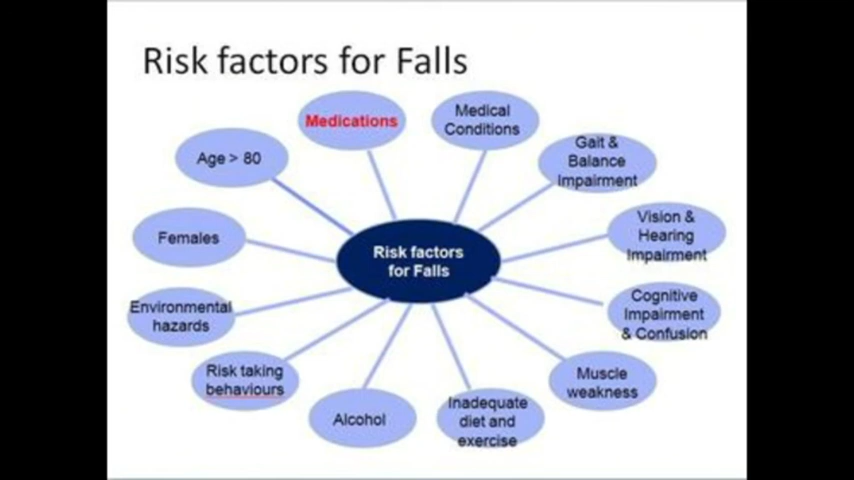 Risk factors for Falls
Medications
Medical
Conditions
Gait &
Balance
Impairment
Vision &
Hearing
Impairment
Cognitive
Impairment
& Confusion
Muscle
weakness
Inadequate
diet and
exercise
Alcohol
Risk taking
behaviours
Environmental
hazards
Females
Age > 80
Risk factors
for Falls